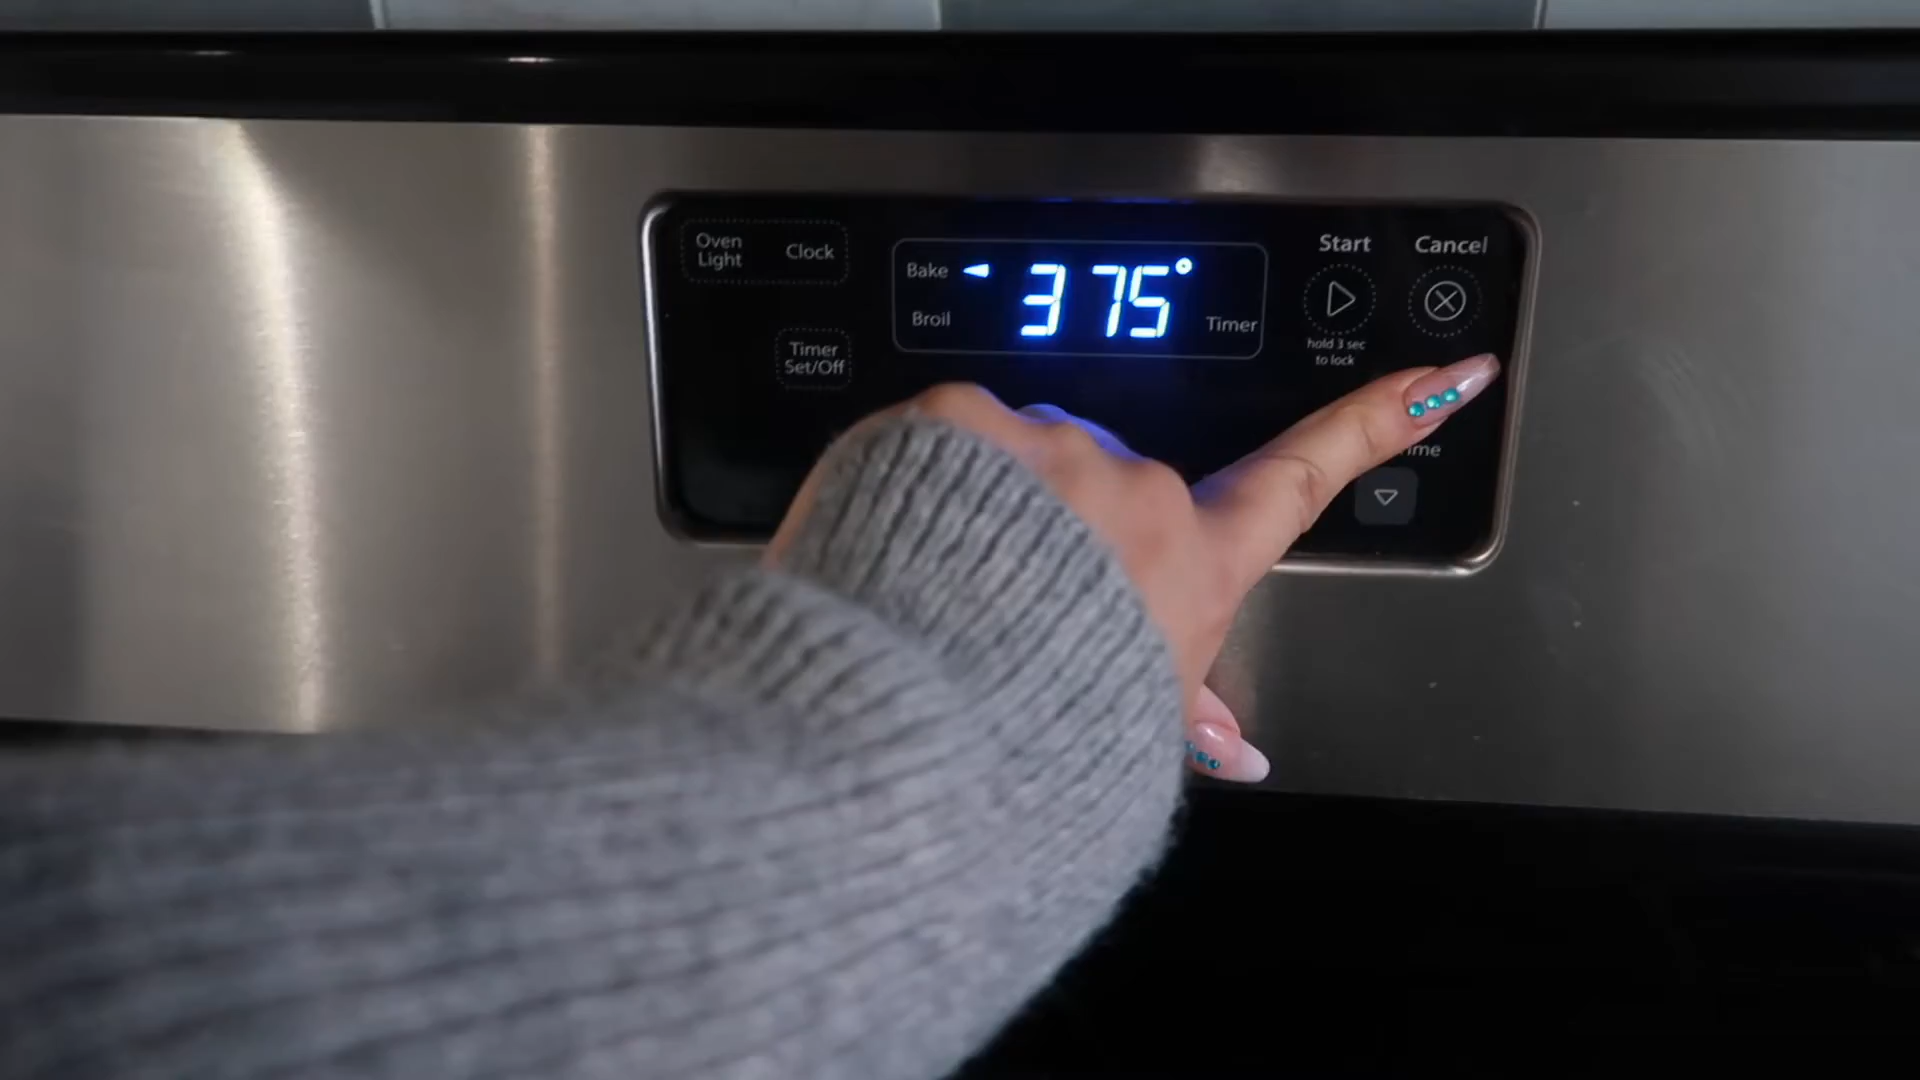 Oven
Light
Clock
Timer
Set/Off
Bake
375°
Broil
Timer
Start
Cancel
hold 3 sec
to lock